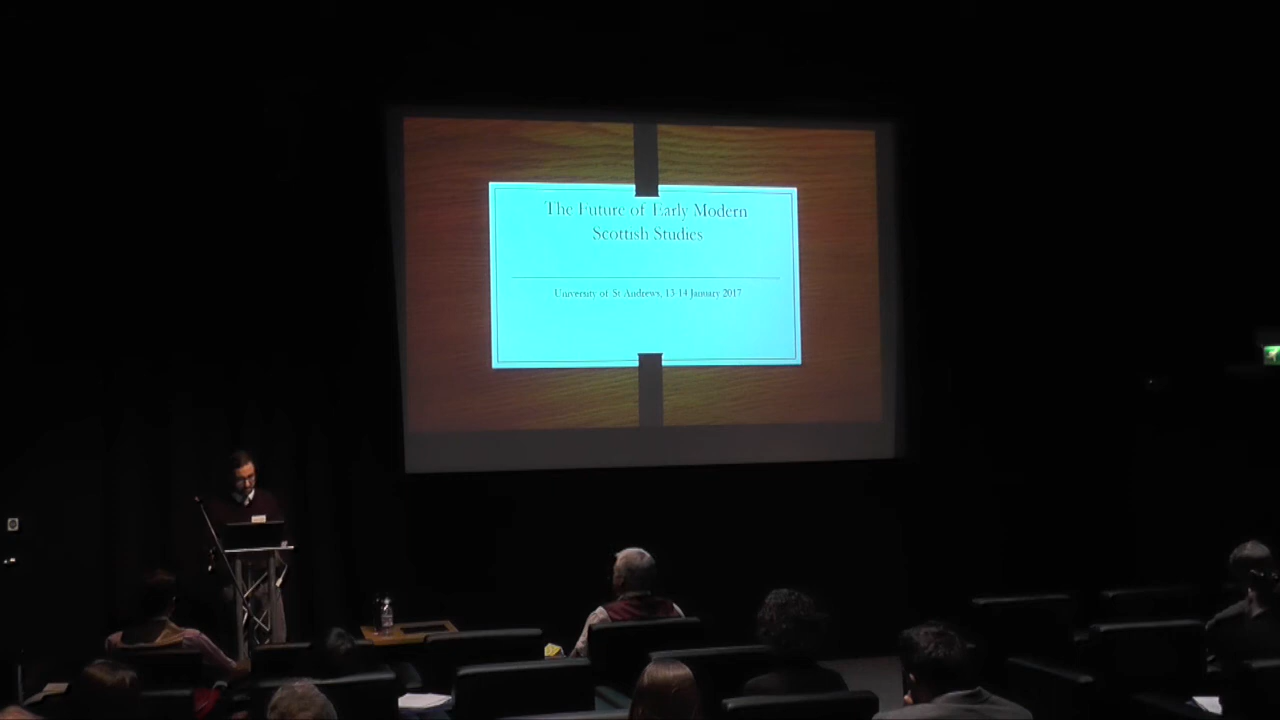 The Future of Early Modern
Scottish Studies
University of St Andrews, 13-14 January 2017